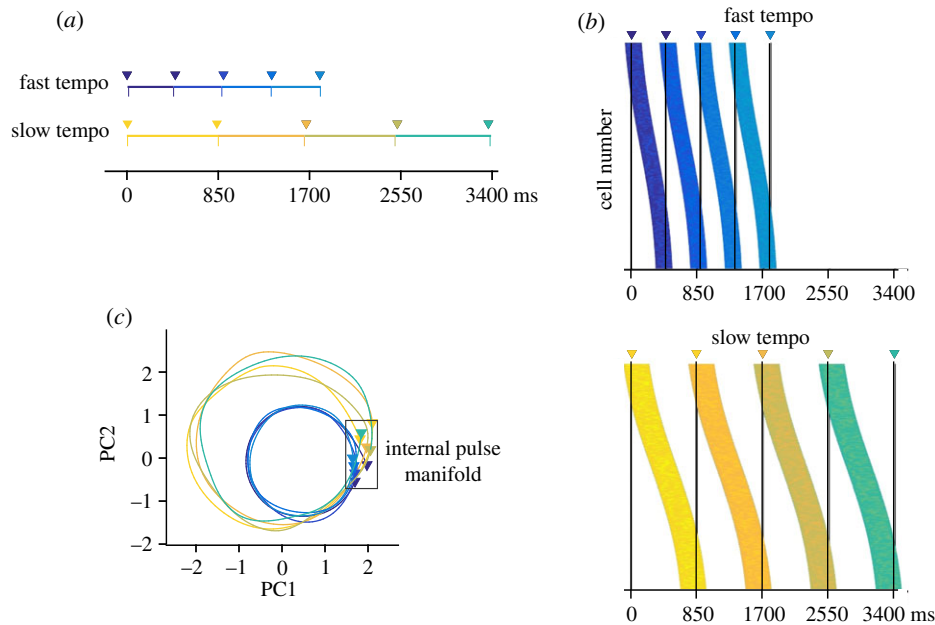 (a)
fast tempo
slow tempo
0 850 1700 2550 3400 ms
(b)
fast tempo
cell number
0 850 1700 2550 3400
slow tempo
0 850 1700 2550 3400 ms
(c)
PC2
2
1
0
–1
–2
–2 –1 0 1 2
PC1
internal pulse
manifold